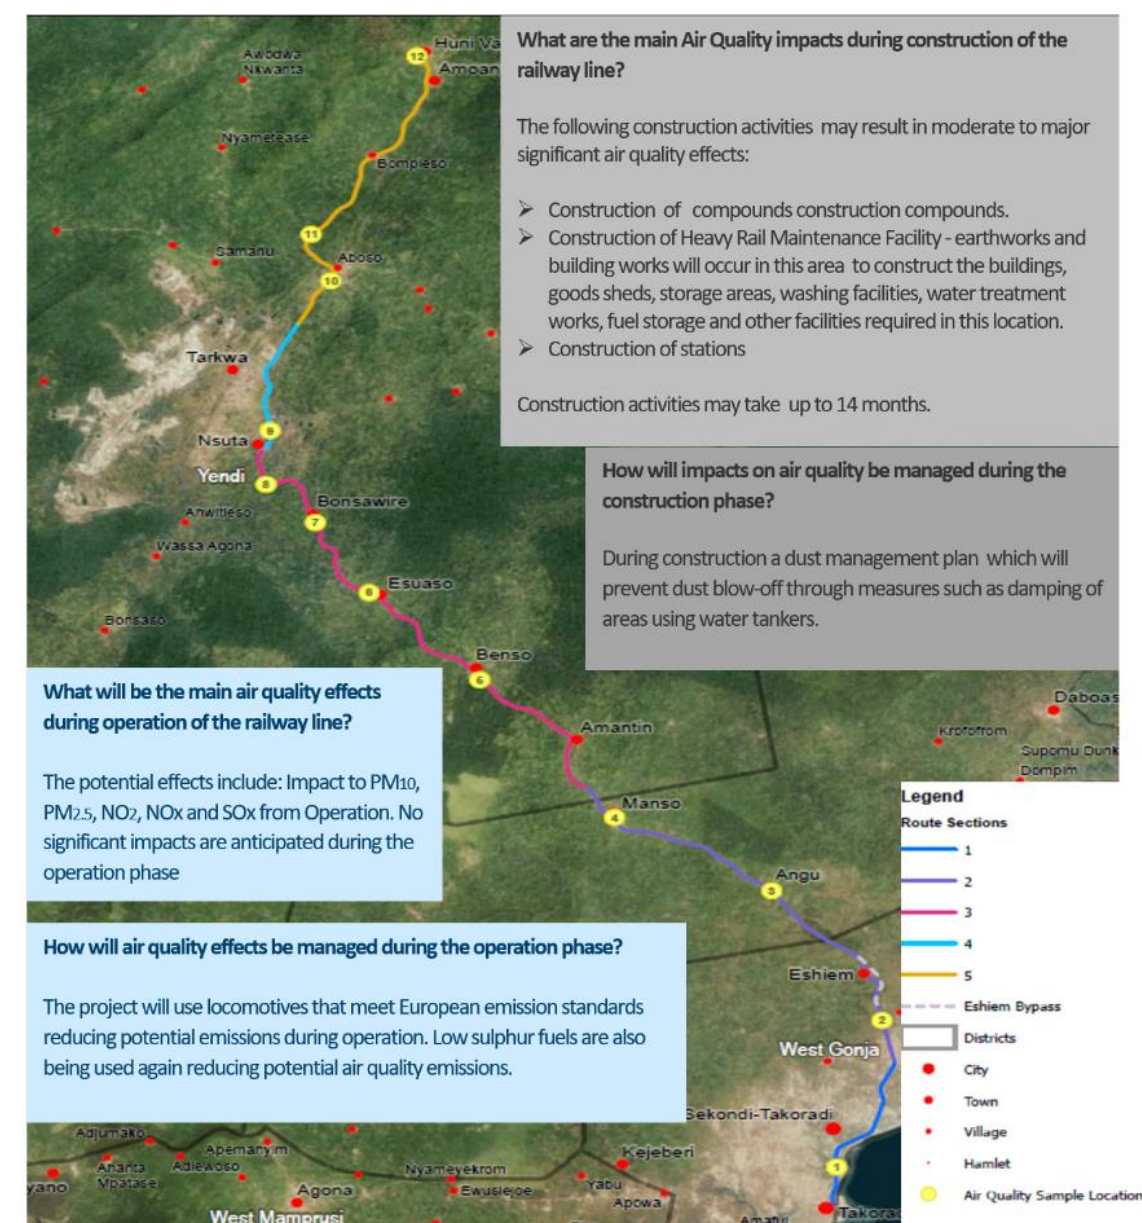 What are the main Air Quality impacts during construction of the
railway line?
The following construction activities may result in moderate to major
significant air quality effects:
➢ Construction of compounds construction compounds.
➢ Construction of Heavy Rail Maintenance Facility - earthworks and
building works will occur in this area to construct the buildings,
goods sheds, storage areas, washing facilities, water treatment
works, fuel storage and other facilities required in this location.
➢ Construction of stations
Construction activities may take up to 14 months.
How will impacts on air quality be managed during the
construction phase?
During construction a dust management plan which will
prevent dust blow-off through measures such as damping of
areas using water tankers.
What will be the main air quality effects
during operation of the railway line?
The potential effects include: Impact to PM10,
PM2.5, NO2, NOx and SOx from Operation. No
significant impacts are anticipated during the
operation phase
How will air quality effects be managed during the operation phase?
The project will use locomotives that meet European emission standards
reducing potential emissions during operation. Low sulphur fuels are also
being used again reducing potential air quality emissions.
Huni Va
12
Amoan
Awodwa
Nkwanta
Nyametease
Bompieso
11
Samanu
Aboso
10
Tarkwa
9
Nsuta
Yendi
8
Bonsawire
7
Anwitieso
Wassa Agona
Esuaso
6
Bonsaso
Benso
5
Amantin
Daboas
Krofofrom
Supomu Dunk
Dompim
Manso
4
Angu
3
Eshiem
2
West Gonja
Sekondi-Takoradi
1
Kejeberi
Adjumako
Apemanyim
Ananta
Adiewoso
Mpatase
yano
Nyameyekrom
Yabu
Agona
Ewusiejoe
Apowa
Takorad
West Mamprusi
Amaful
Legend
Route Sections
1
2
3
4
5
Eshiem Bypass
Districts
City
Town
Village
Hamlet
Air Quality Sample Location